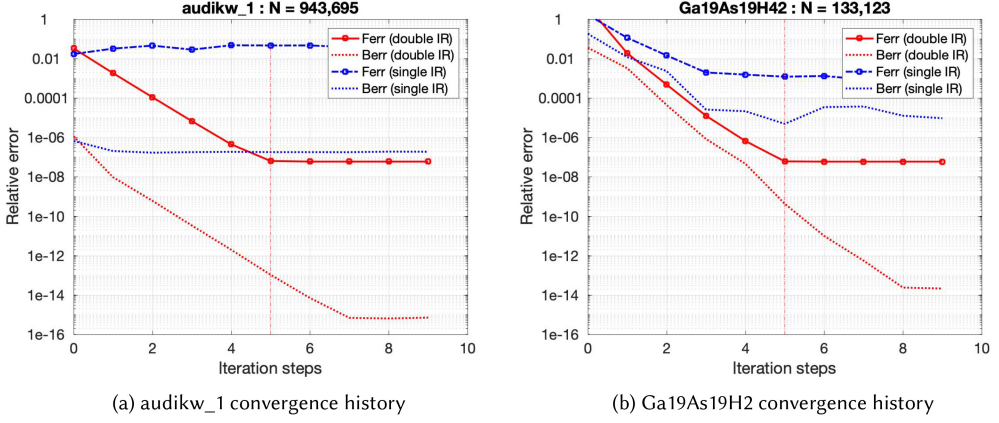 audikw_1 : N = 943,695
Relative error
1
0.01
0.0001
1e-06
1e-08
1e-10
1e-12
1e-14
1e-16
Ferr (double IR)
Berr (double IR)
Ferr (single IR)
Berr (single IR)
0 2 4 6 8 10
Iteration steps
(a) audikw_1 convergence history
Ga19As19H42 : N = 133,123
Relative error
1
0.01
0.0001
1e-06
1e-08
1e-10
1e-12
1e-14
1e-16
Ferr (double IR)
Berr (double IR)
Ferr (single IR)
Berr (single IR)
0 2 4 6 8 10
Iteration steps
(b) Ga19As19H2 convergence history